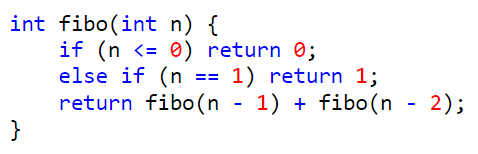 int fibo(int n) {
    if (n <= 0) return 0;
    else if (n == 1) return 1;
    return fibo(n - 1) + fibo(n - 2);
}